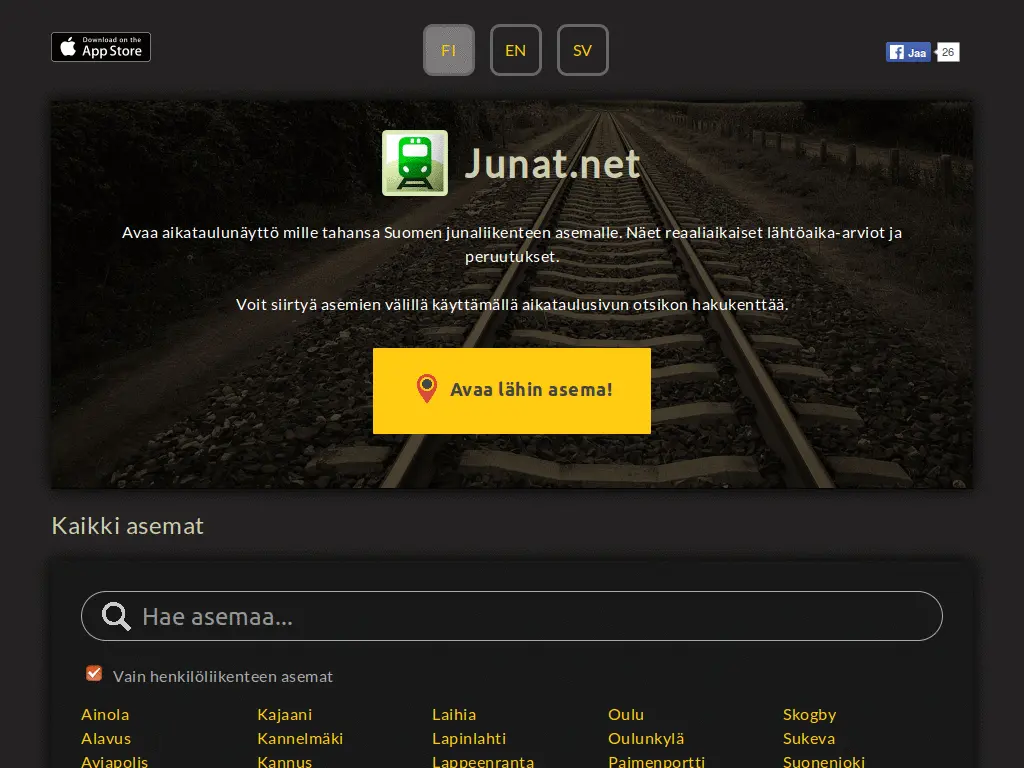 Download on the
App Store
FI
EN
SV
Jaa
26
Junat.net
Avaa aikataulunäyttö mille tahansa Suomen junaliikenteen asemalle. Näet reaaliaikaiset lähtöaika-arviot ja
peruutukset.
Voit siirtyä asemien välillä käyttämällä aikataulusivun otsikon hakukenttää.
Avaa lähin asema!
Kaikki asemat
Hae asemaa...
Vain henkilöliikenteen asemat
Ainola Kajaani Laihia Oulu Skogby
Alavus Kannelmäki Lapinlahti Oulunkylä Sukeva
Aviapolis Kannus Lappeenranta Paimenportti Suonenjoki